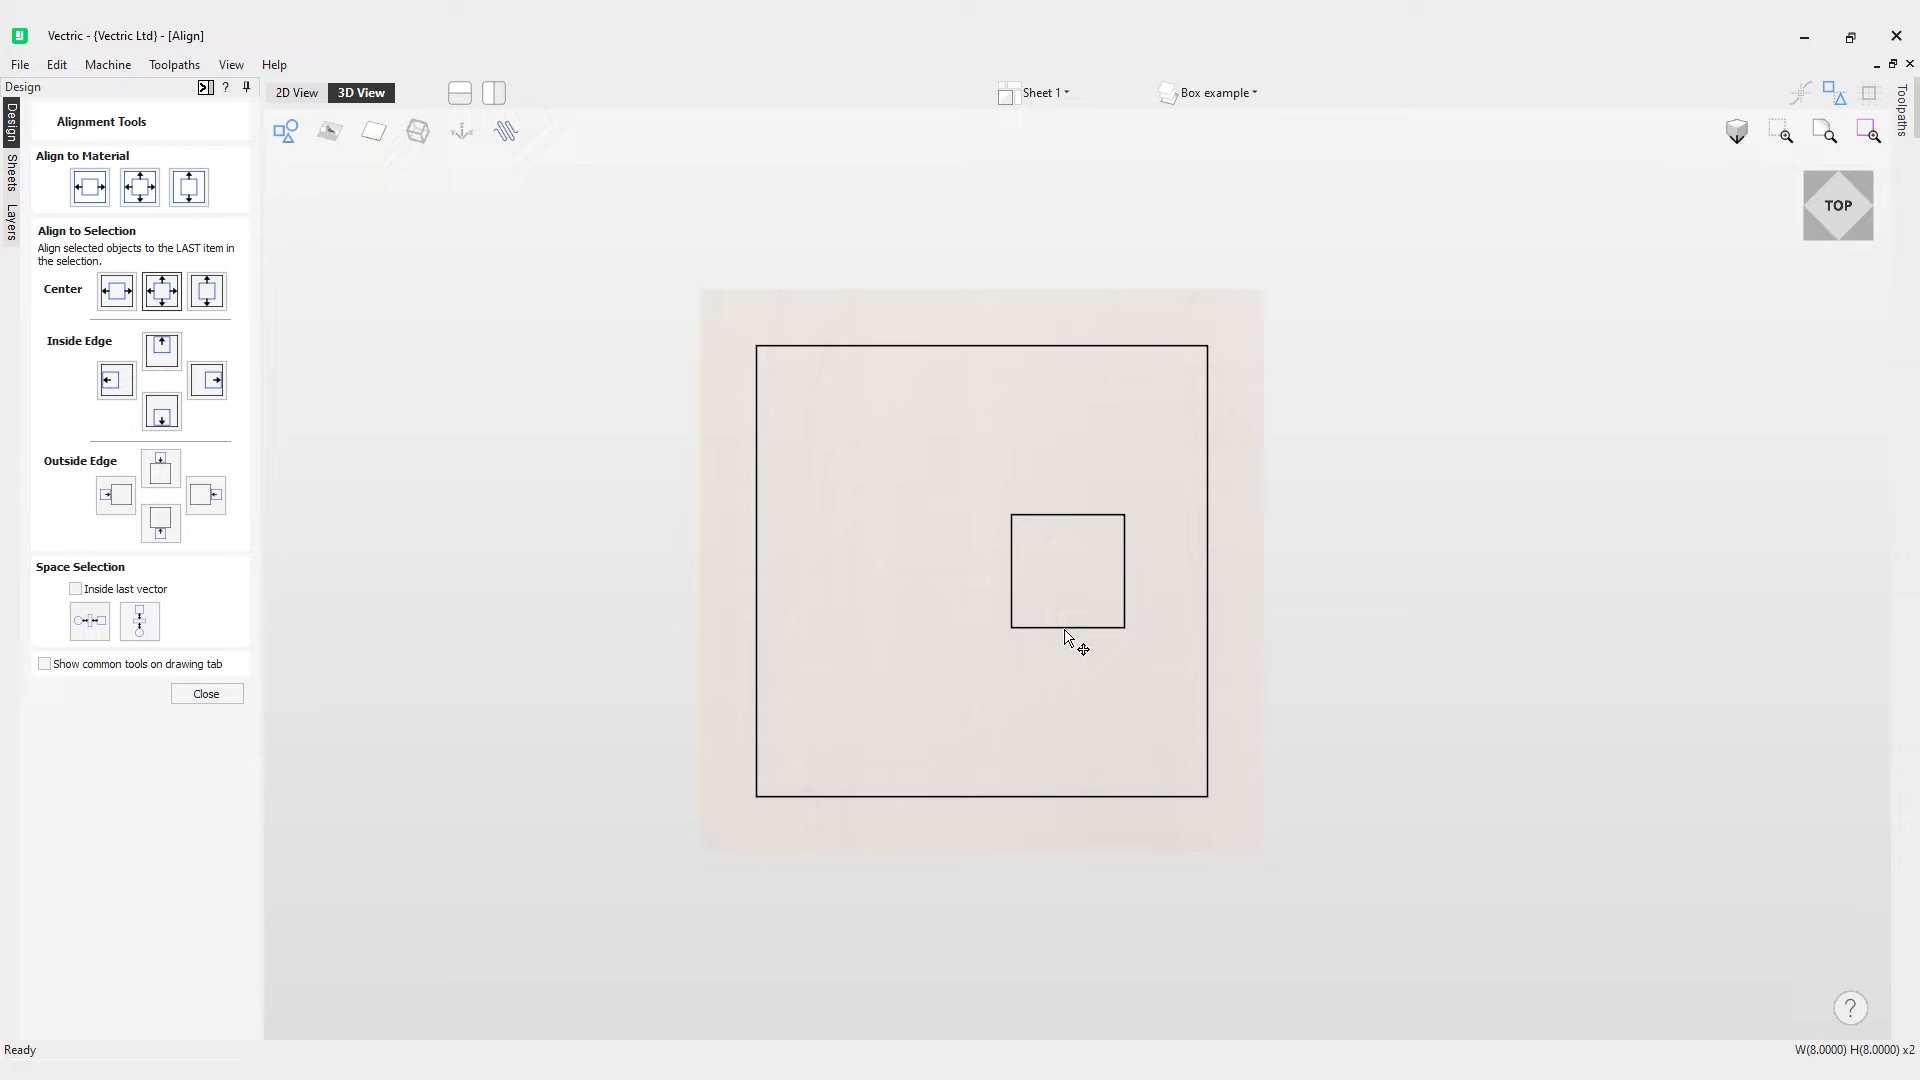 Vectric - {Vectric Ltd} - [Align]
File Edit Machine Toolpaths View Help
Design ?
2D View 3D View Sheet 1 Box example
Design
Sheets
Layers
Toolpaths
Alignment Tools
Align to Material
TOP
Align to Selection
Align selected objects to the LAST item in
the selection.
Center
Inside Edge
Outside Edge
Space Selection
Inside last vector
Show common tools on drawing tab
Close
?
Ready W(8.0000) H(8.0000) x2